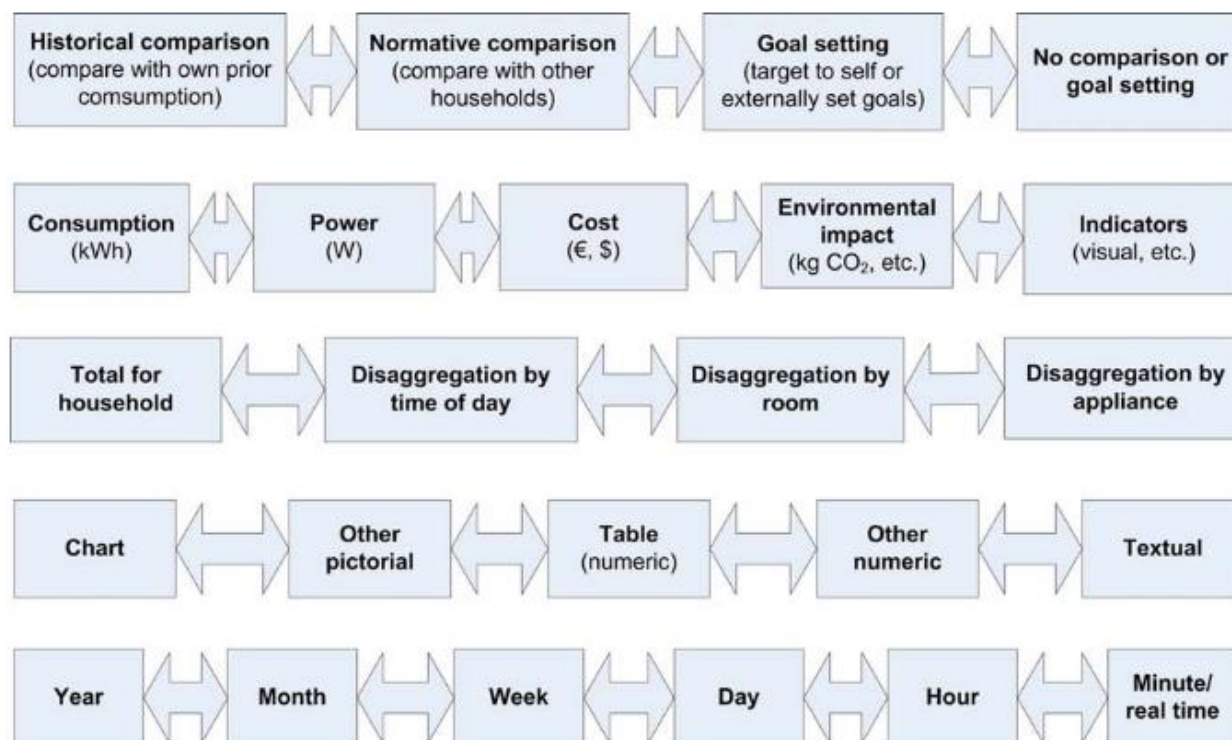 Historical comparison
(compare with own prior
comsumption)
Normative comparison
(compare with other
households)
Goal setting
(target to self or
externally set goals)
No comparison or
goal setting
Consumption
(kWh)
Power
(W)
Cost
(€, $)
Environmental
impact
(kg CO₂, etc.)
Indicators
(visual, etc.)
Total for
household
Disaggregation by
time of day
Disaggregation by
room
Disaggregation by
appliance
Chart
Other
pictorial
Table
(numeric)
Other
numeric
Textual
Year
Month
Week
Day
Hour
Minute/
real time